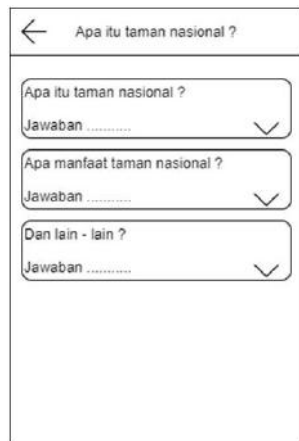 Apa itu taman nasional ?
Apa itu taman nasional ?
Jawaban ...........
Apa manfaat taman nasional ?
Jawaban ...........
Dan lain - lain ?
Jawaban ...........